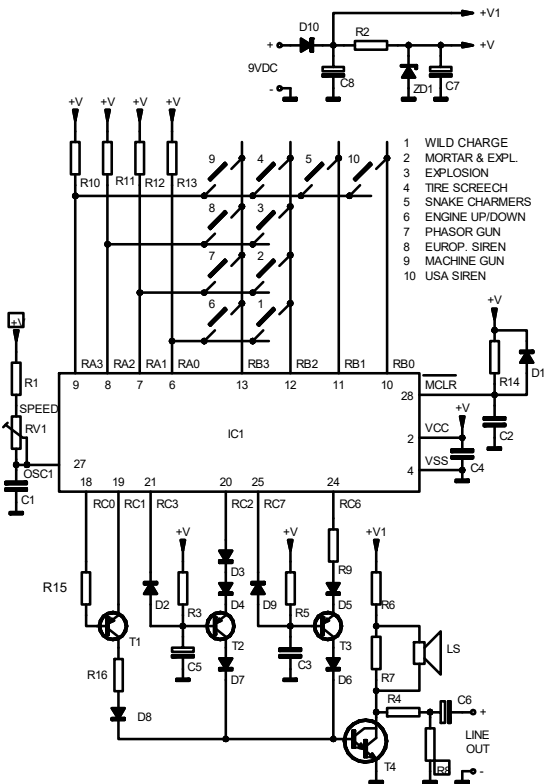 D10
+V1
R2
+
+V
9VDC
-
C8
ZD1
C7
+V +V +V +V
R10 R11 R12 R13
9 4 5 10
8 3
7 2
6 1
1 WILD CHARGE
2 MORTAR & EXPL.
3 EXPLOSION
4 TIRE SCREECH
5 SNAKE CHARMERS
6 ENGINE UP/DOWN
7 PHASOR GUN
8 EUROP. SIREN
9 MACHINE GUN
10 USA SIREN
+V
R1
SPEED
RV1
C1
OSC1
27
RA3 RA2 RA1 RA0 RB3 RB2 RB1 RB0
9 8 7 6 13 12 11 10
IC1
MCLR
28
+V
R14
D1
C2
+V
VCC
2
VSS
4
C4
18 19 21 20 25 24
RC0 RC1 RC3 RC2 RC7 RC6
+V +V +V1
R15
D2
R3
D3
D4
D9
R5
R9
D5
R6
T1
T2
T3
C5
C3
R7
LS
R16
D7
D6
D8
R4
C6
+
LINE
OUT
-
T4